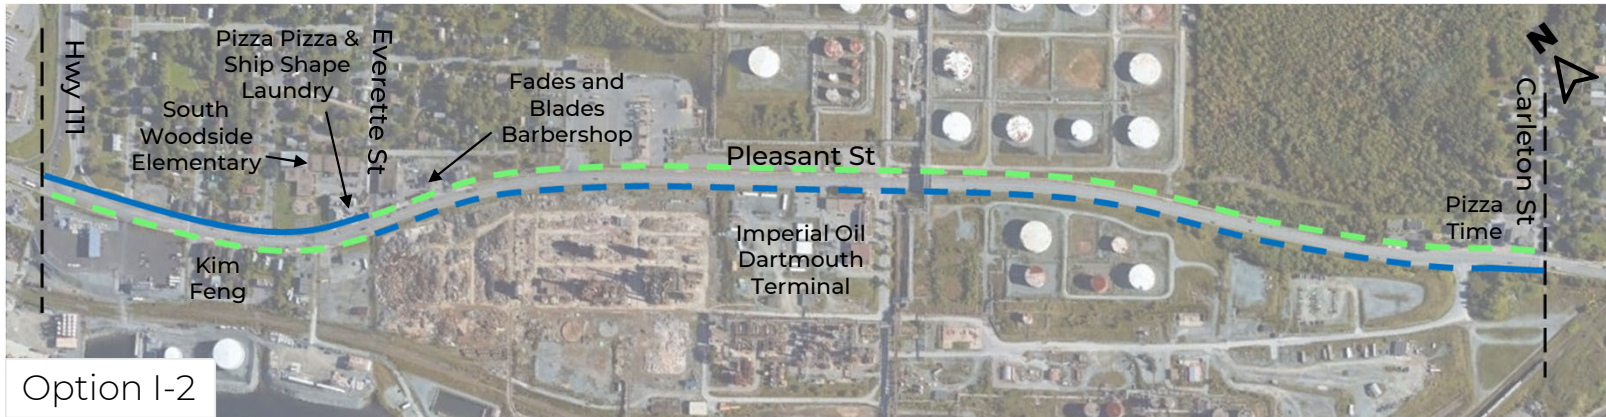 Hwy 111
Pizza Pizza &
Ship Shape
Laundry
Everette St
South
Woodside
Elementary
Fades and
Blades
Barbershop
Pleasant St
N
Carleton St
Pizza
Time
Imperial Oil
Dartmouth
Terminal
Kim
Feng
Option I-2